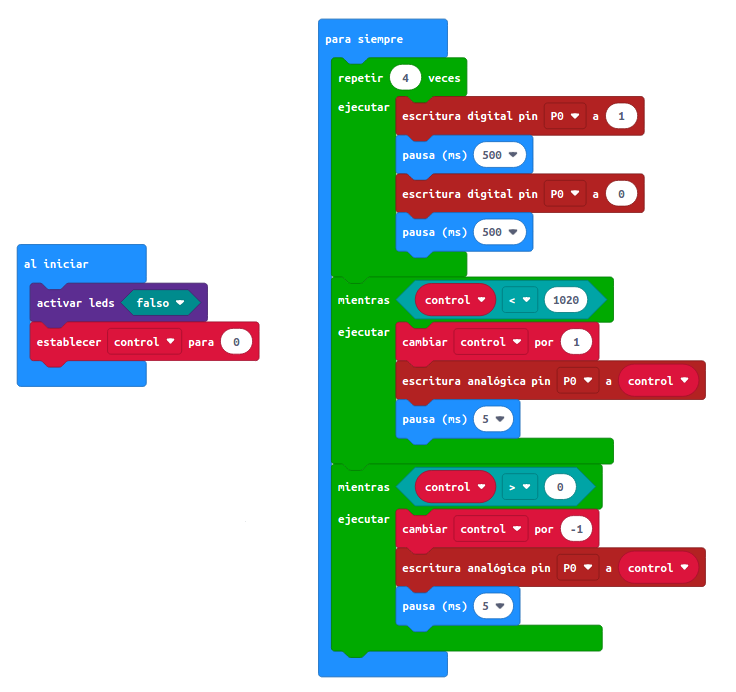 al iniciar
activar leds falso
establecer control para 0
para siempre
repetir 4 veces
ejecutar
escritura digital pin P0 a 1
pausa (ms) 500
escritura digital pin P0 a 0
pausa (ms) 500
mientras control < 1020
ejecutar
cambiar control por 1
escritura analógica pin P0 a control
pausa (ms) 5
mientras control > 0
ejecutar
cambiar control por -1
escritura analógica pin P0 a control
pausa (ms) 5